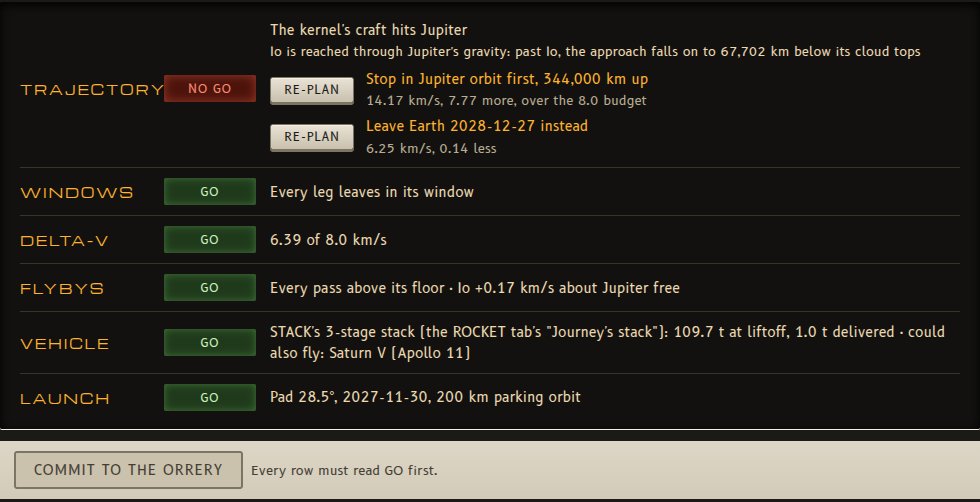 The kernel's craft hits Jupiter
Io is reached through Jupiter's gravity: past Io, the approach falls on to 67,702 km below its cloud tops
TRAJECTORY NO GO
RE-PLAN Stop in Jupiter orbit first, 344,000 km up
14.17 km/s, 7.77 more, over the 8.0 budget
RE-PLAN Leave Earth 2028-12-27 instead
6.25 km/s, 0.14 less
WINDOWS GO Every leg leaves in its window
DELTA-V GO 6.39 of 8.0 km/s
FLYBYS GO Every pass above its floor · Io +0.17 km/s about Jupiter free
VEHICLE GO STACK's 3-stage stack [the ROCKET tab's "Journey's stack"]: 109.7 t at liftoff, 1.0 t delivered · could
also fly: Saturn V [Apollo 11]
LAUNCH GO Pad 28.5°, 2027-11-30, 200 km parking orbit
COMMIT TO THE ORRERY Every row must read GO first.